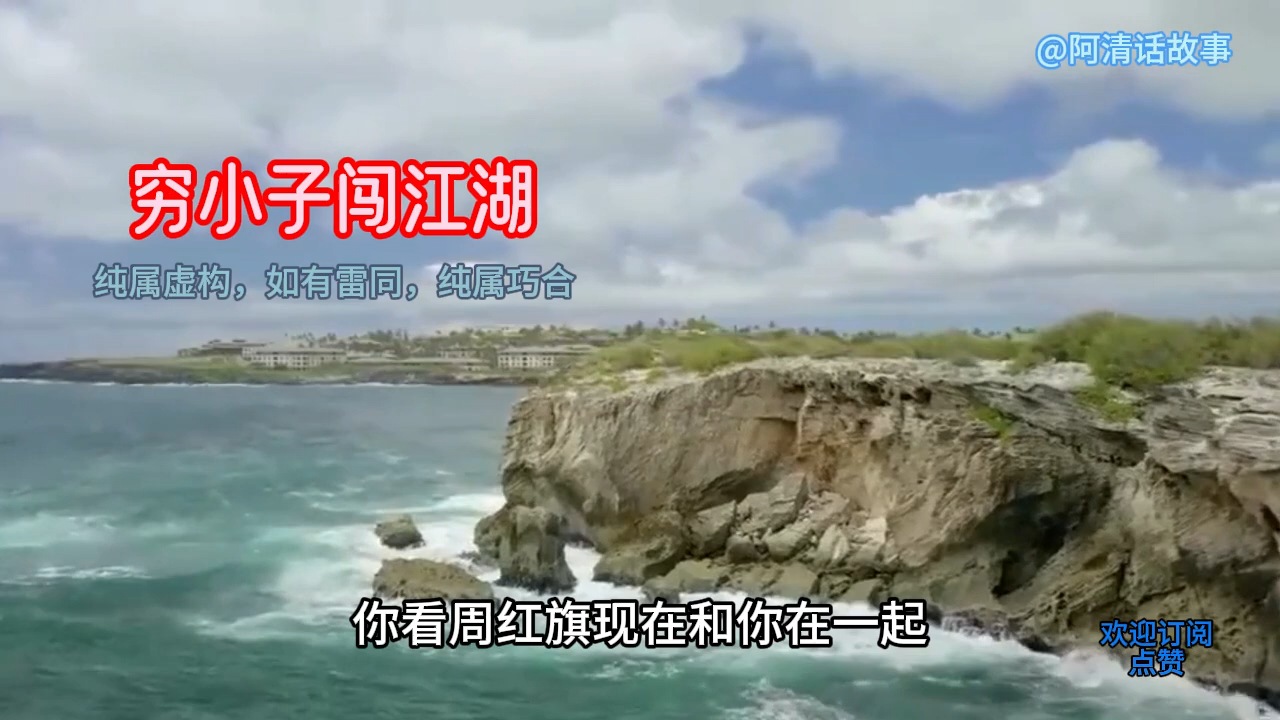 @阿清话故事
穷小子闯江湖
纯属虚构，如有雷同，纯属巧合
你看周红旗现在和你在一起
欢迎订阅
点赞